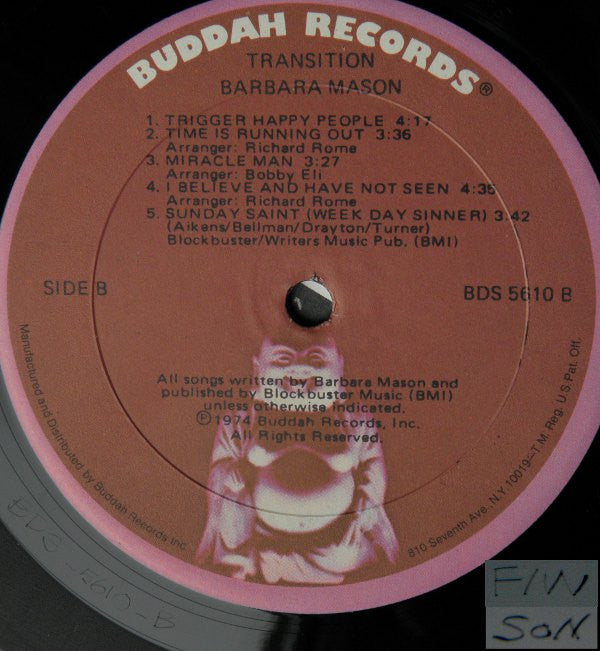 BUDDAH RECORDS®
TRANSITION
BARBARA MASON
1. TRIGGER HAPPY PEOPLE 4:17
2. TIME IS RUNNING OUT 3:36
Arranger: Richard Rome
3. MIRACLE MAN 3:27
Arranger: Bobby Eli
4. I BELIEVE AND HAVE NOT SEEN 4:35
Arranger: Richard Rome
5. SUNDAY SAINT (WEEK DAY SINNER) 3:42
(Aikens/Bellman/Drayton/Turner)
Blockbuster/Writers Music Pub. (BMI)
SIDE B
BDS 5610 B
All songs written by Barbara Mason and
published by Blockbuster Music (BMI)
unless otherwise indicated.
℗1974 Buddah Records, Inc.
All Rights Reserved.
Manufactured and Distributed by Buddah Records Inc.
810 Seventh Ave., N.Y. 10019—T.M. Reg. U.S. Pat. Off.
BDS-5610-B
F/W
SON.